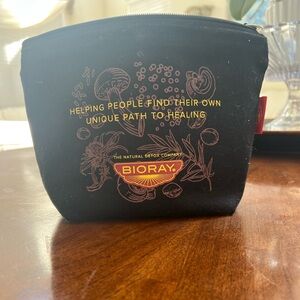 HELPING PEOPLE FIND THEIR OWN
UNIQUE PATH TO HEALING
THE NATURAL DETOX COMPANY
BIORAY